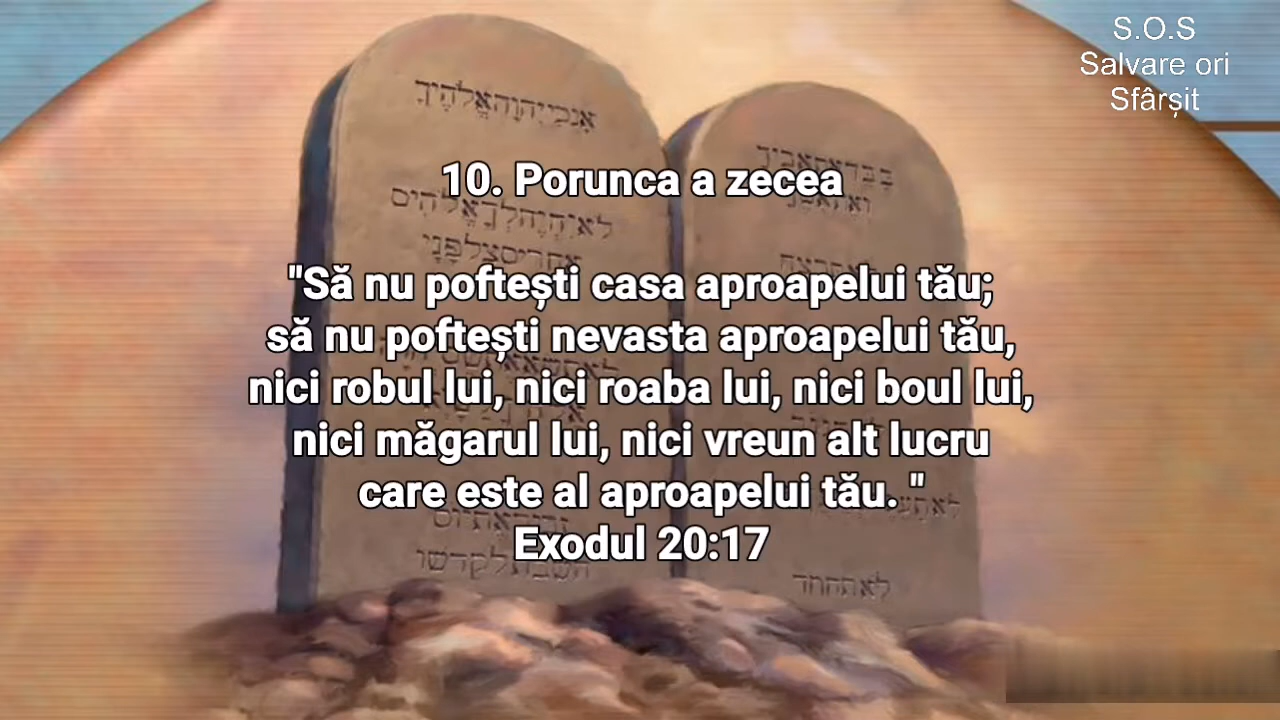 S.O.S
Salvare ori
Sfârșit
10. Porunca a zecea
"Să nu poftești casa aproapelui tău;
să nu poftești nevasta aproapelui tău,
nici robul lui, nici roaba lui, nici boul lui,
nici măgarul lui, nici vreun alt lucru
care este al aproapelui tău. "
Exodul 20:17
לא תחמד